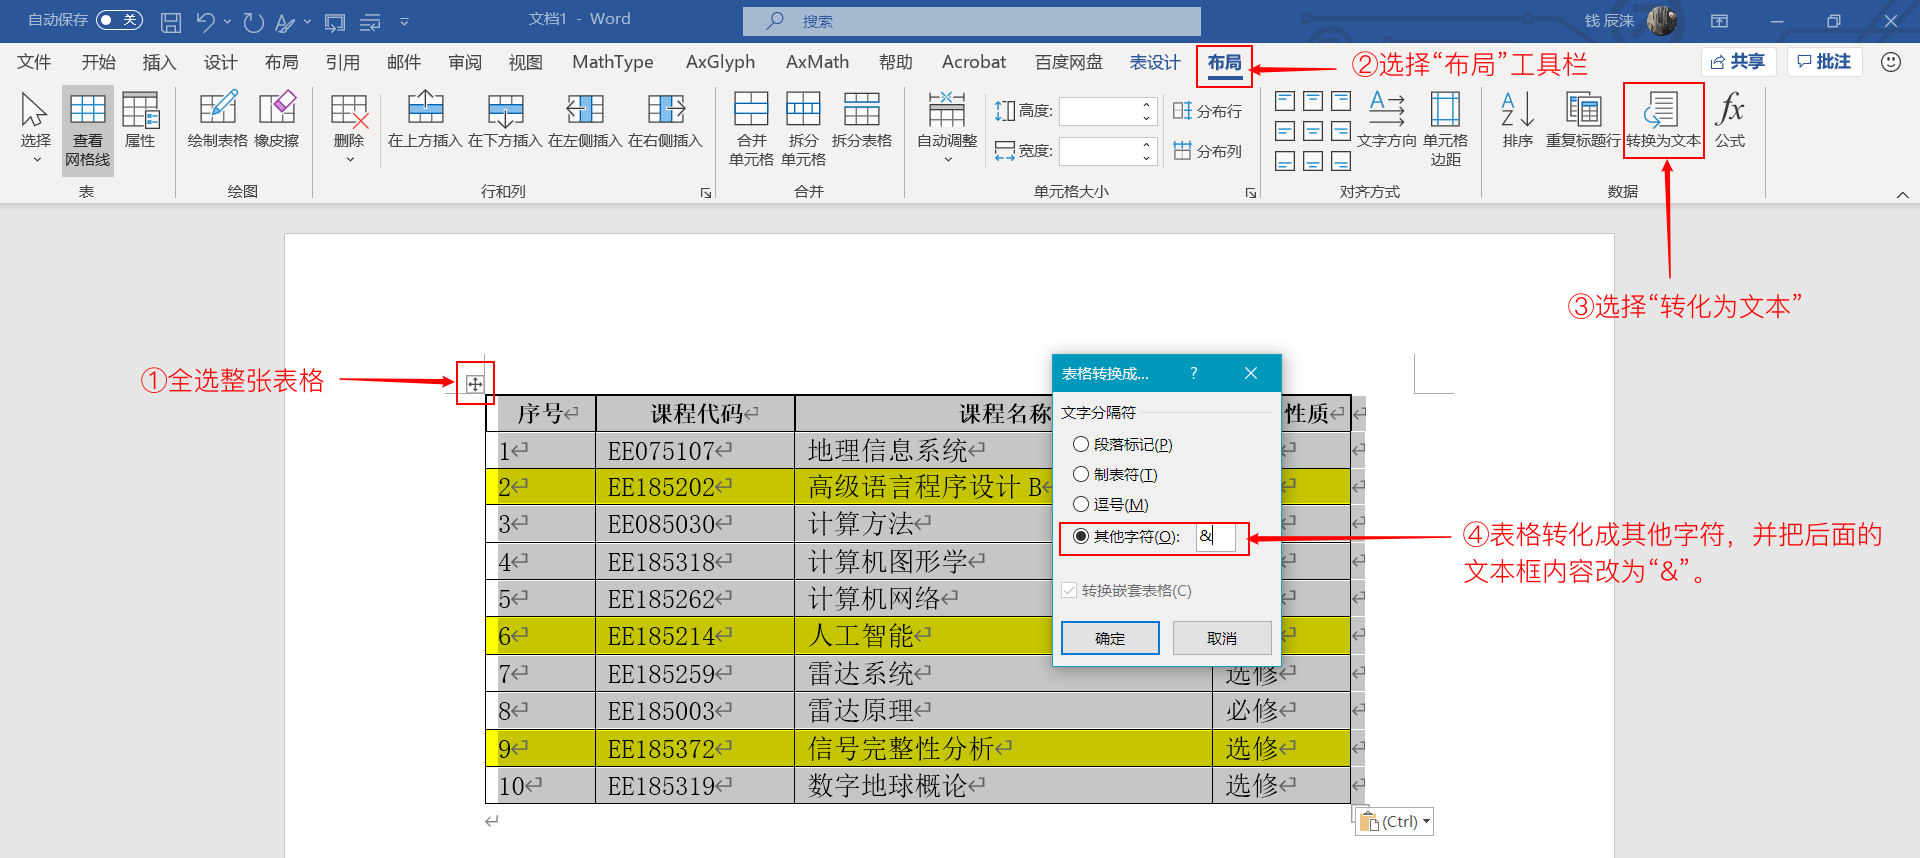 自动保存 关 文档1 - Word 搜索 钱 辰涞
文件 开始 插入 设计 布局 引用 邮件 审阅 视图 MathType AxGlyph AxMath 帮助 Acrobat 百度网盘 表设计 布局 ②选择“布局”工具栏 共享 批注
选择 查看 网格线 属性 绘制表格 橡皮擦 删除 在上方插入 在下方插入 在左侧插入 在右侧插入 合并 单元格 拆分 单元格 拆分表格 自动调整 高度: 分布行 宽度: 分布列 文字方向 单元格 边距 排序 重复标题行 转换为文本 公式
表 绘图 行和列 合并 单元格大小 对齐方式 数据
③选择“转化为文本”
①全选整张表格
表格转换成... ?
文字分隔符
段落标记(P)
制表符(T)
逗号(M)
其他字符(O): &
转换嵌套表格(C)
确定 取消
④表格转化成其他字符，并把后面的
文本框内容改为“&”。
序号 课程代码 课程名称 性质
1 EE075107 地理信息系统
2 EE185202 高级语言程序设计 B
3 EE085030 计算方法
4 EE185318 计算机图形学
5 EE185262 计算机网络
6 EE185214 人工智能
7 EE185259 雷达系统 选修
8 EE185003 雷达原理 必修
9 EE185372 信号完整性分析 选修
10 EE185319 数字地球概论 选修
(Ctrl)